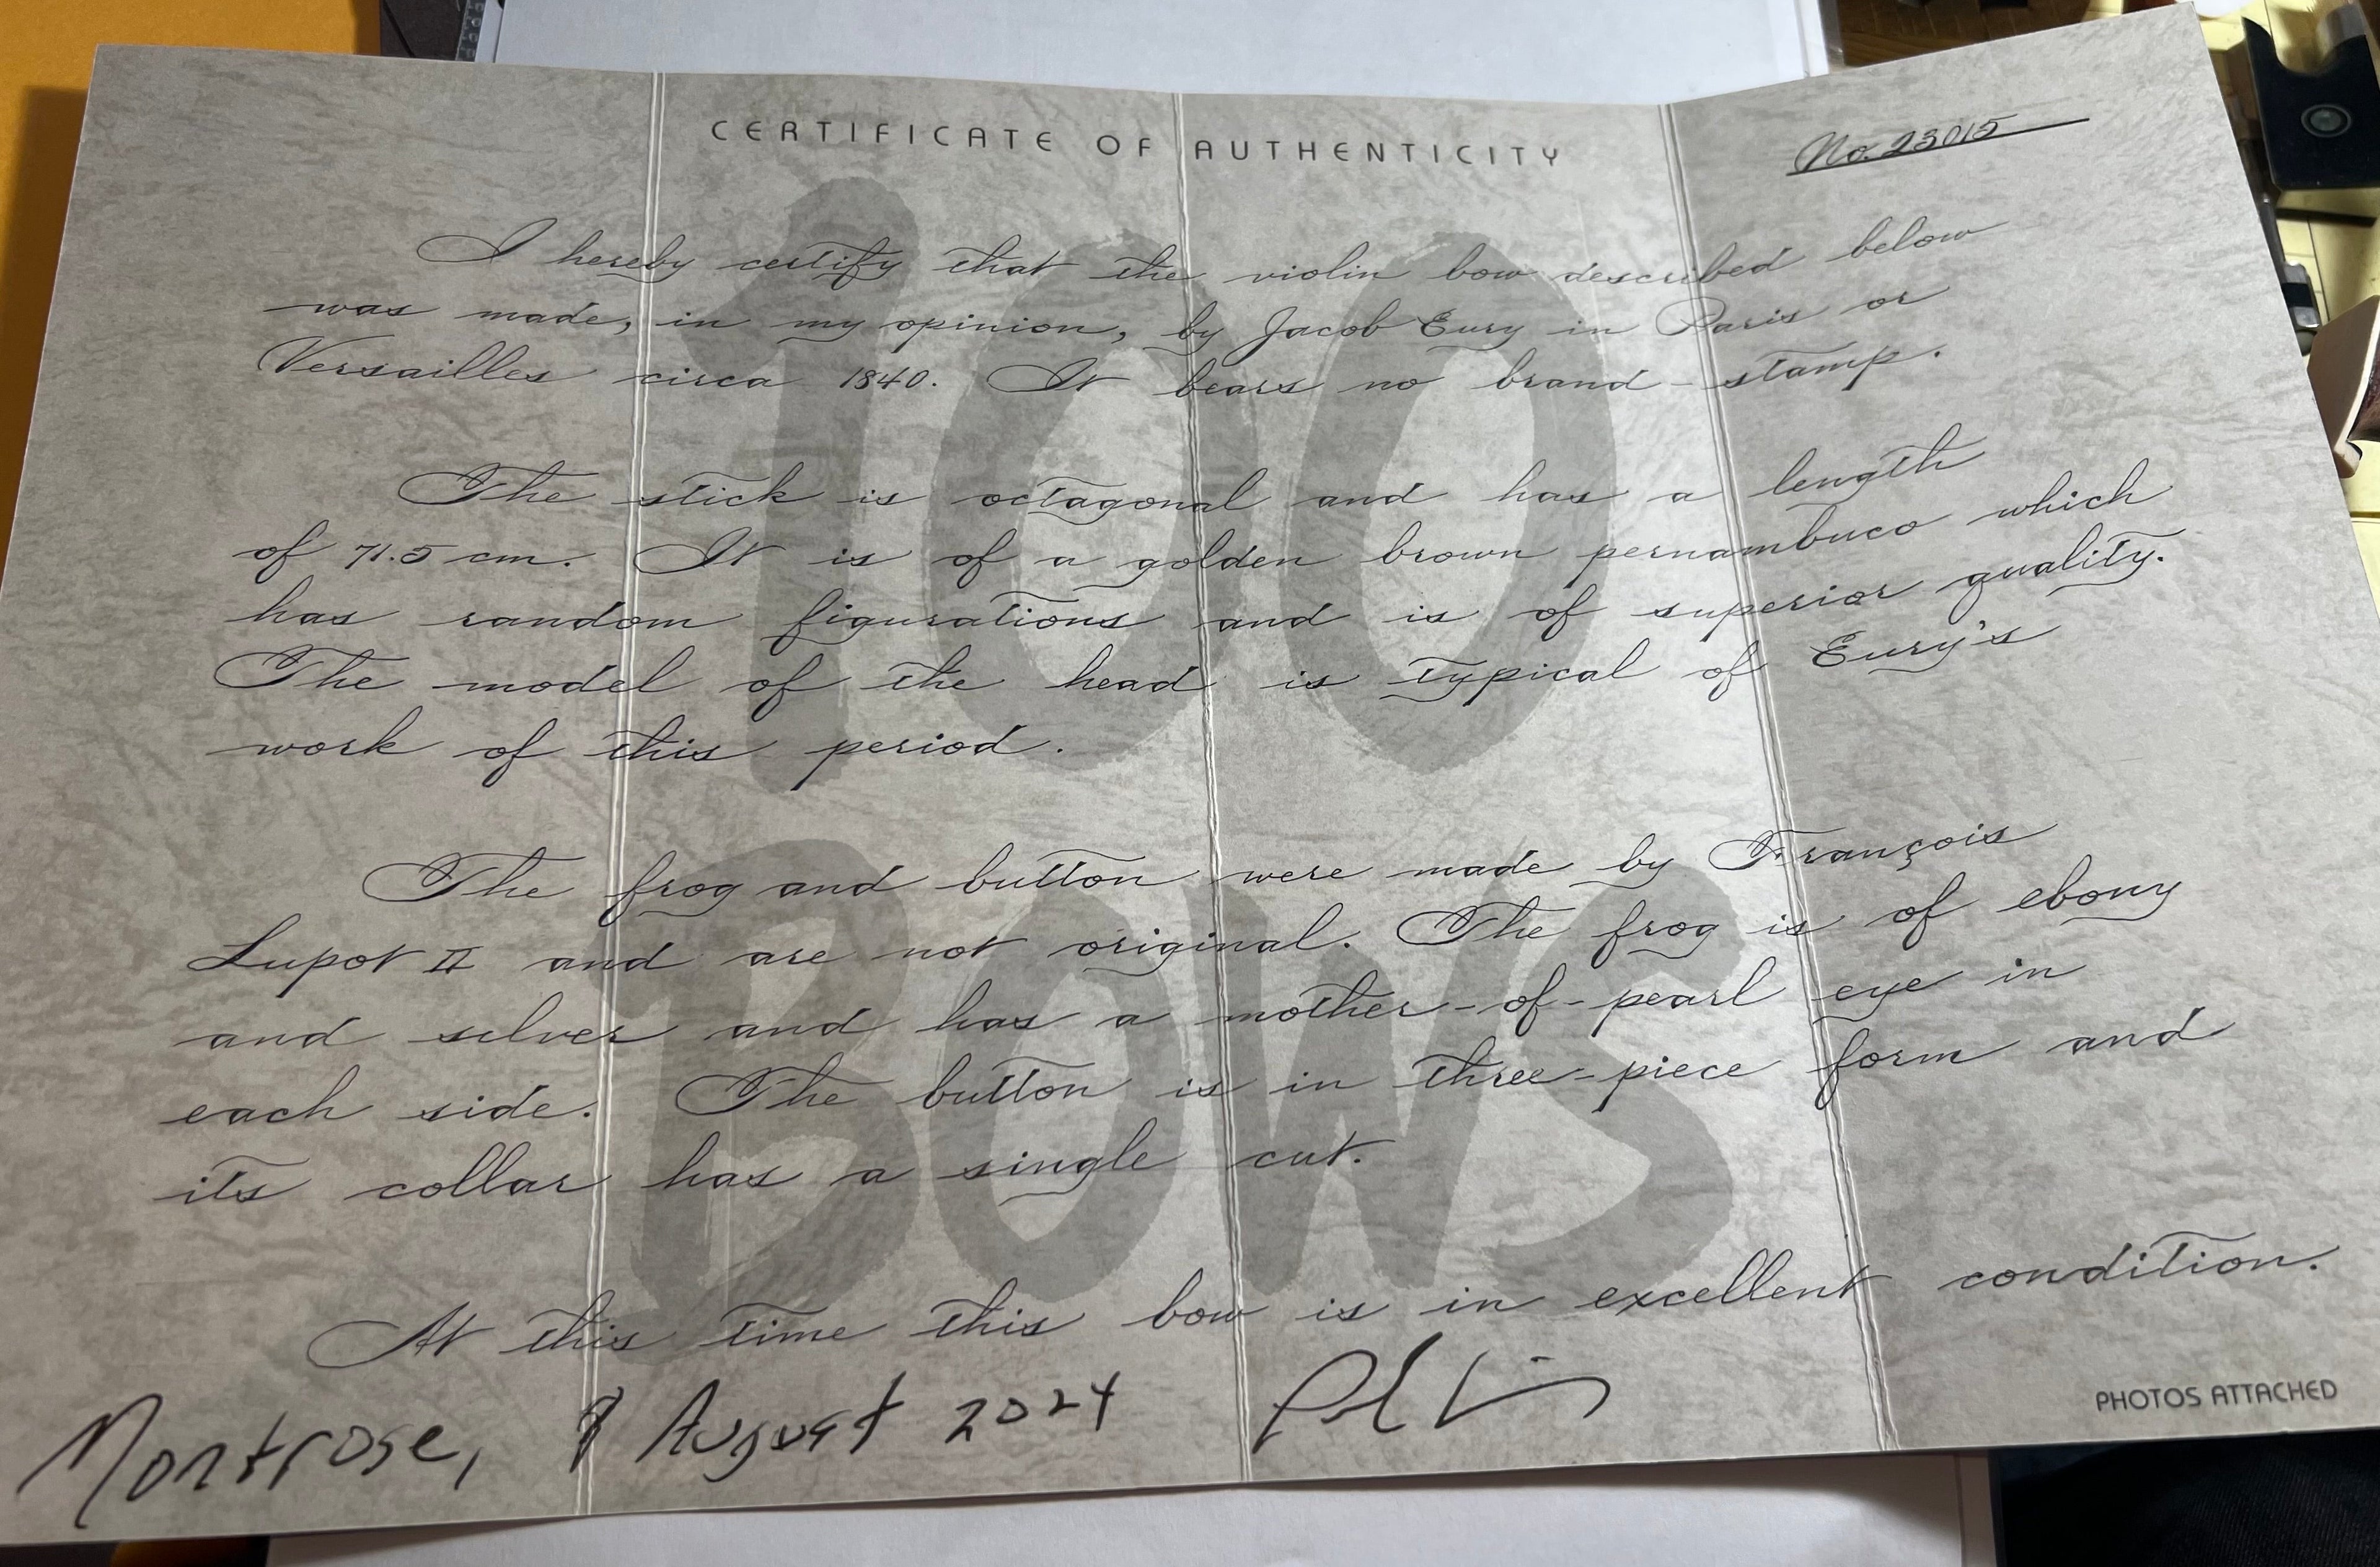 CERTIFICATE OF AUTHENTICITY
No. 23015
100
BOWS
I hereby certify that the violin bow described below
was made, in my opinion, by Jacob Eury in Paris or
Versailles circa 1840. It bears no brand-stamp.
The stick is octagonal and has a length
of 71.5 cm. It is of a golden brown pernambuco which
has random figurations and is of superior quality.
The model of the head is typical of Eury's
work of this period.
The frog and button were made by François
Lupot II and are not original. The frog is of ebony
and silver and has a mother-of-pearl eye in
each side. The button is in three-piece form and
its collar has a single cut.
At this time this bow is in excellent condition.
Montrose, August 2024
PHOTOS ATTACHED